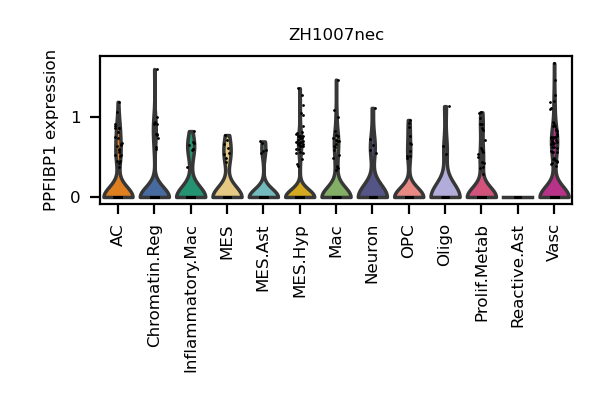 ZH1007nec
PPFIBP1 expression
1
0
AC
Chromatin.Reg
Inflammatory.Mac
MES
MES.Ast
MES.Hyp
Mac
Neuron
OPC
Oligo
Prolif.Metab
Reactive.Ast
Vasc